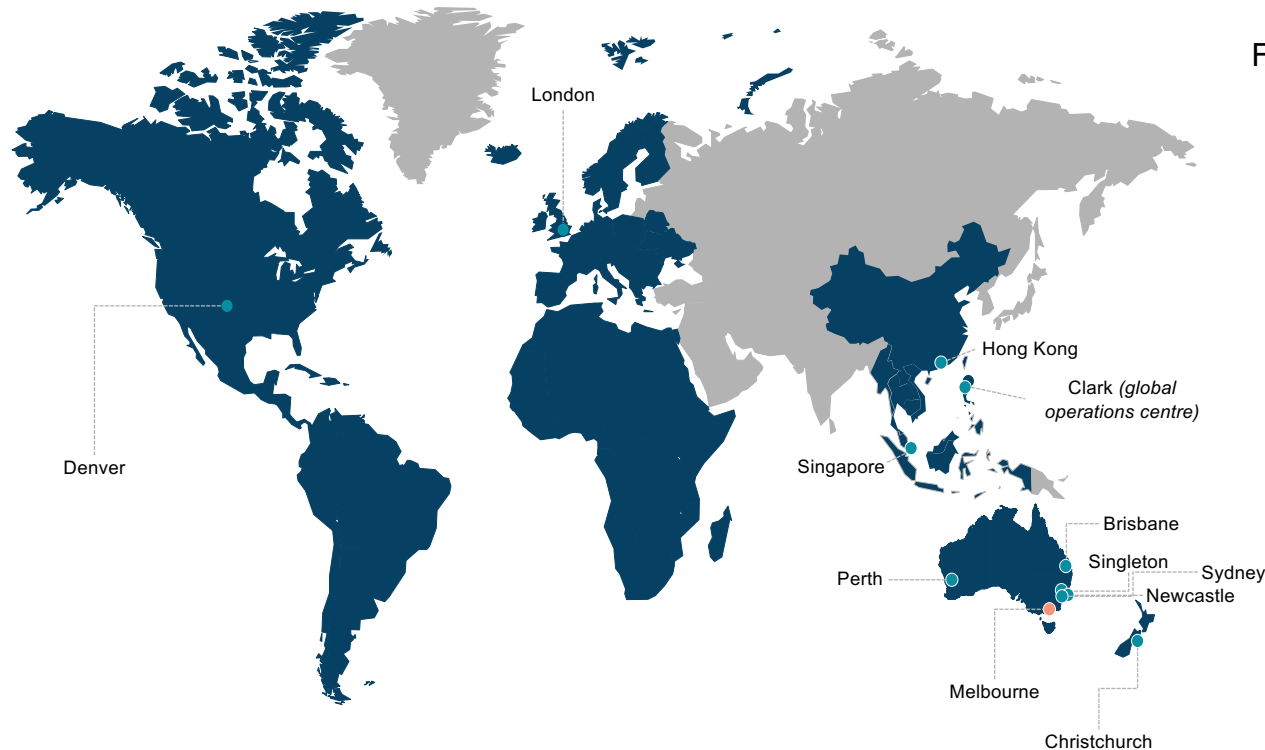 F
London
Hong Kong
Clark (global
operations centre)
Denver
Singapore
Brisbane
Singleton
Sydney
Perth
Newcastle
Melbourne
Christchurch